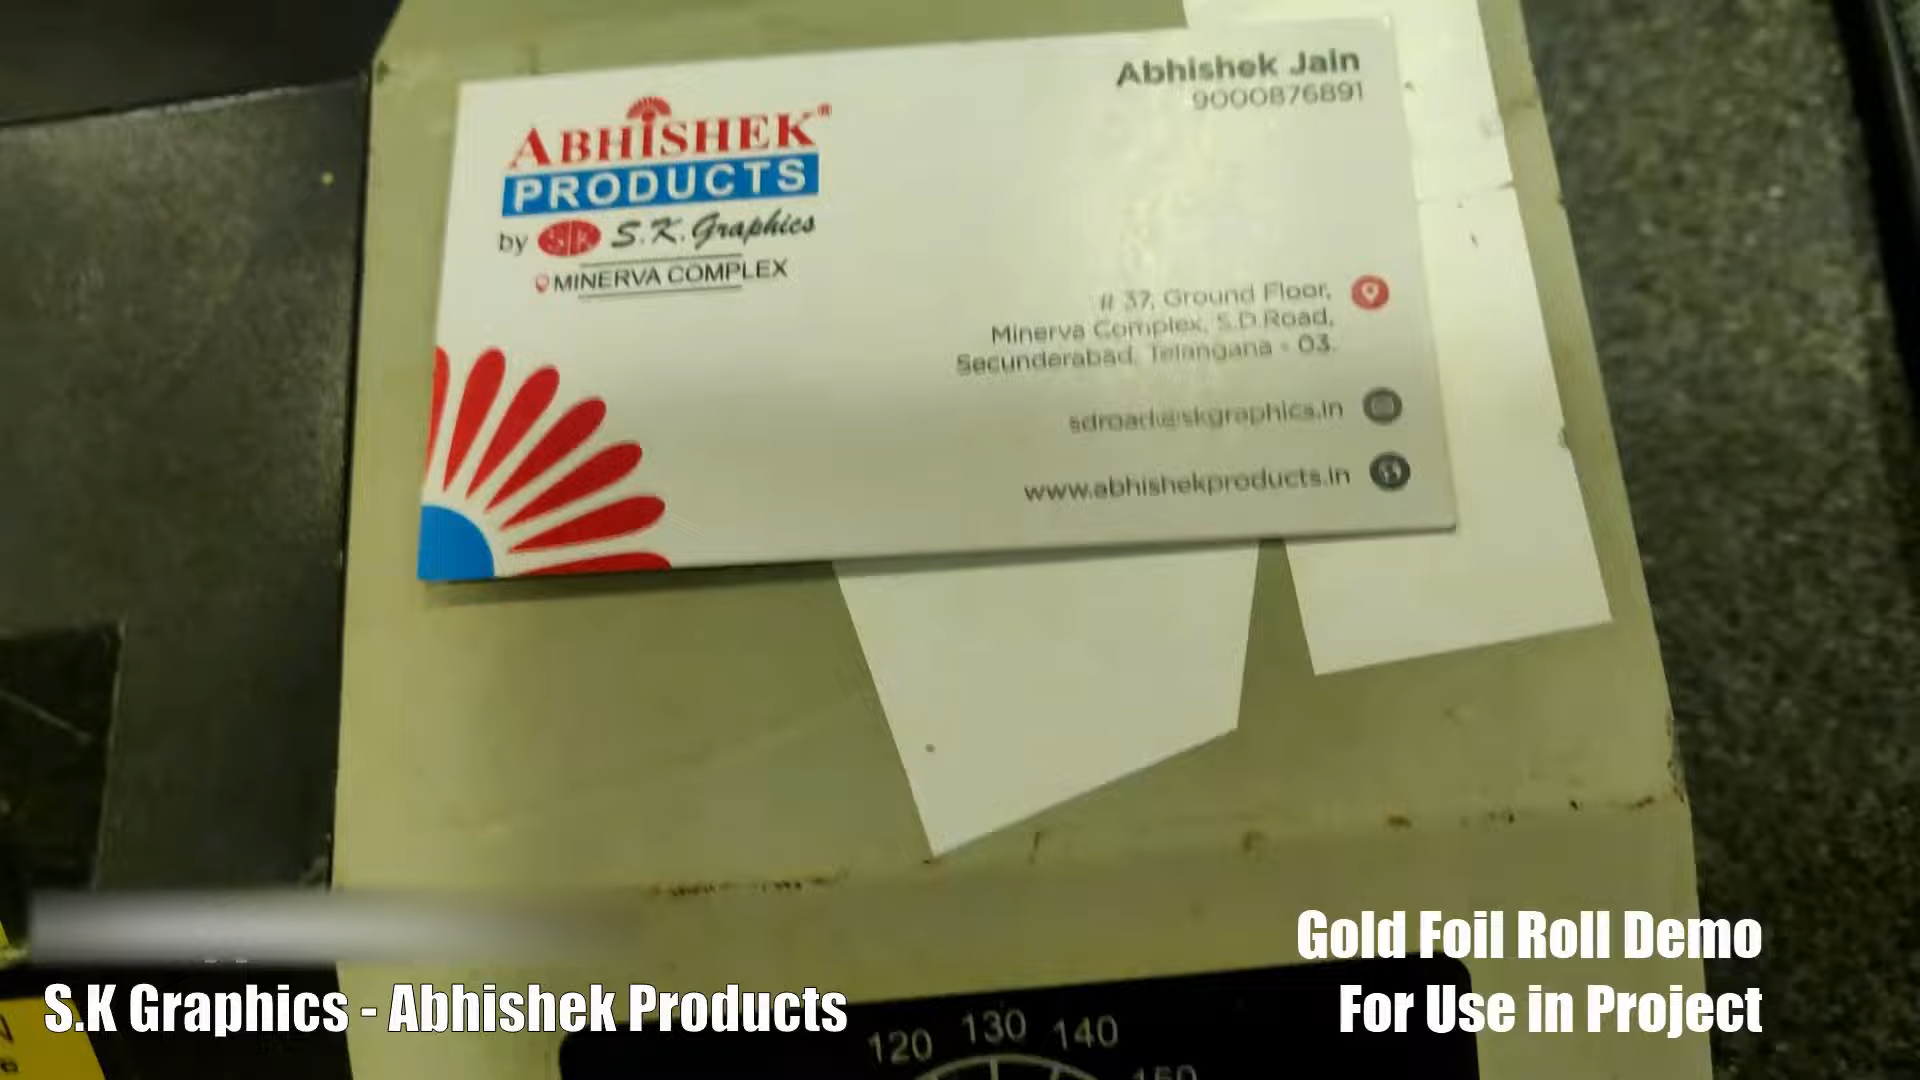 Abhishek Jain
9000876891
ABHISHEK®
PRODUCTS
by SK S.K. Graphics
MINERVA COMPLEX
# 37, Ground Floor,
Minerva Complex, S.D.Road,
Secunderabad, Telangana - 03.
sdroad@skgraphics.in
www.abhishekproducts.in
Gold Foil Roll Demo
For Use in Project
S.K Graphics - Abhishek Products
120 130 140
150
N